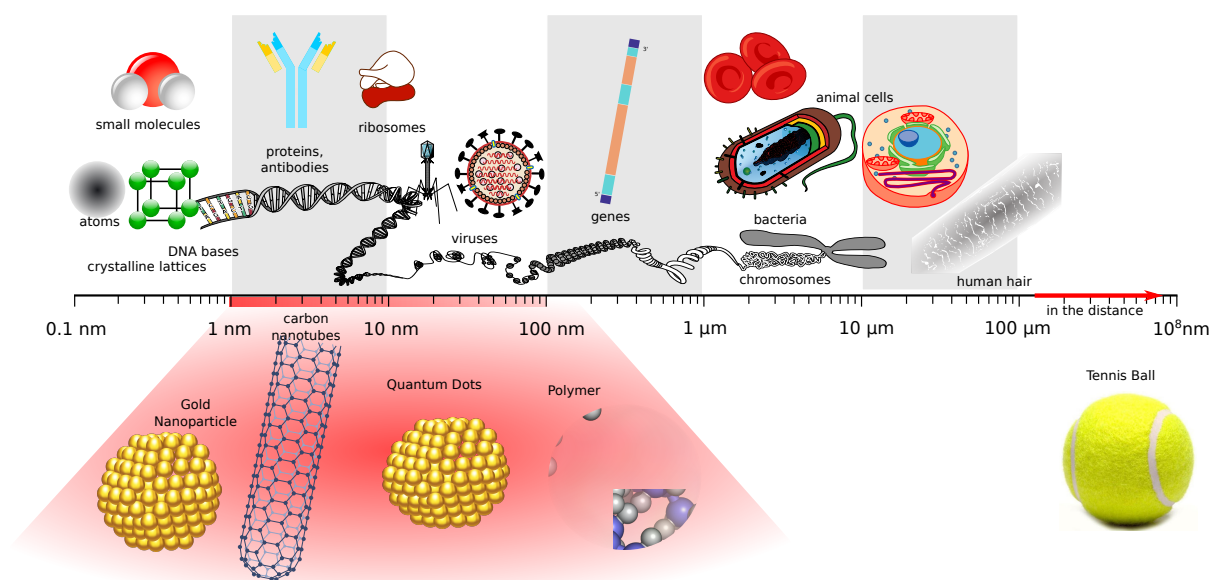 small molecules
atoms
DNA bases
crystalline lattices
proteins,
antibodies
ribosomes
viruses
3'
5'
genes
animal cells
bacteria
chromosomes
human hair
0.1 nm
1 nm
10 nm
100 nm
1 µm
10 µm
100 µm
in the distance
10⁸nm
carbon
nanotubes
Gold
Nanoparticle
Quantum Dots
Polymer
Tennis Ball